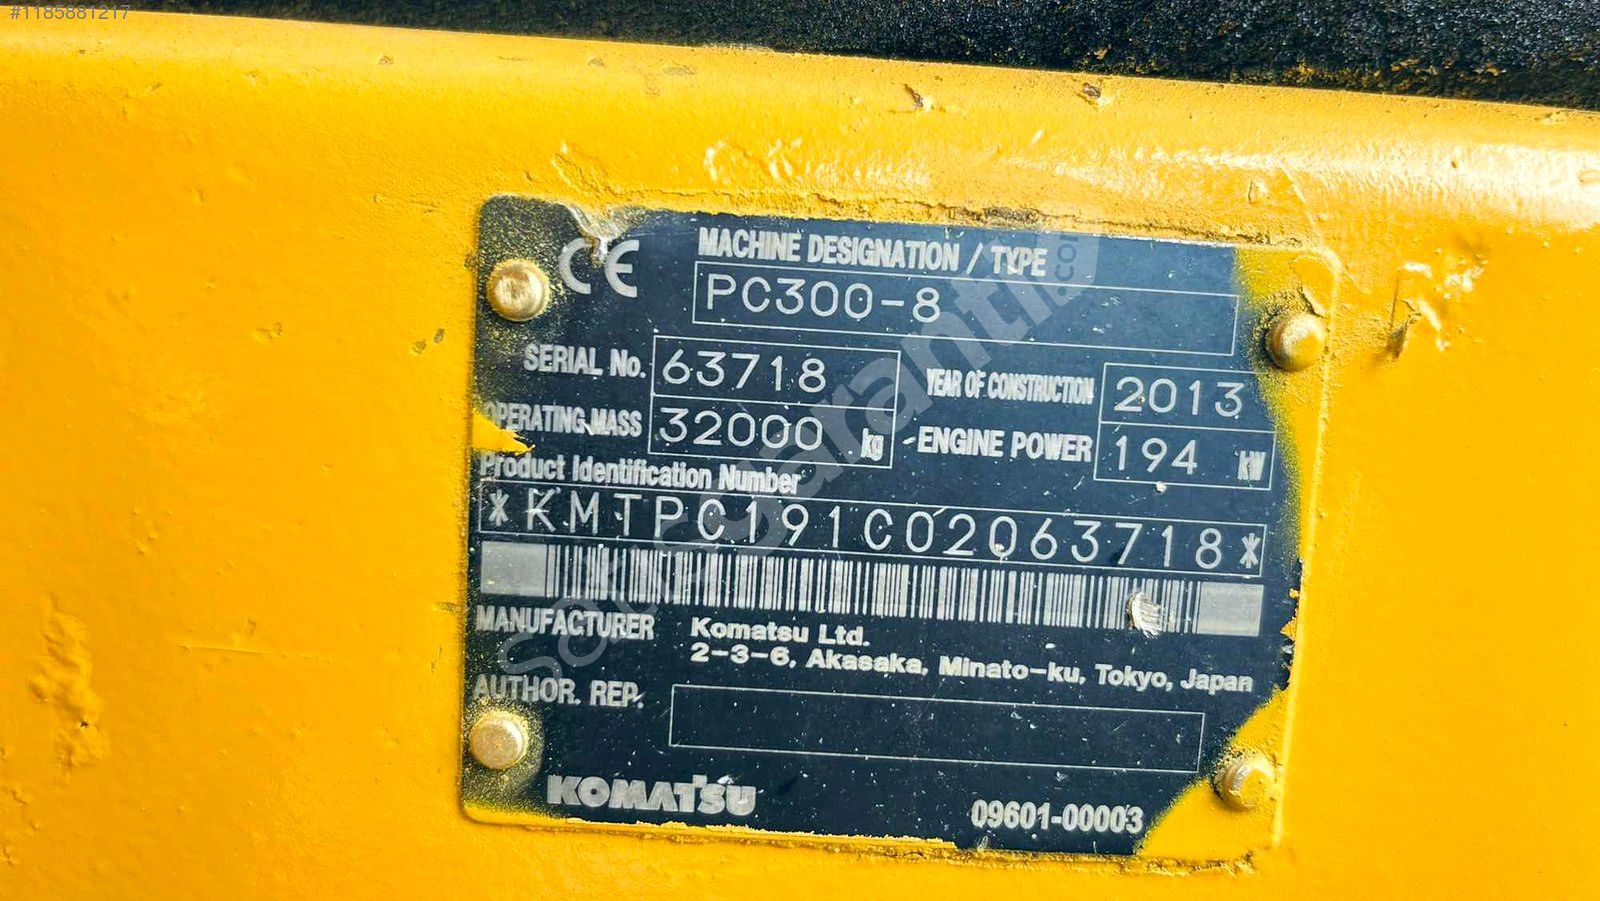 #1185881217
CE
MACHINE DESIGNATION / TYPE
PC300-8
SERIAL No. 63718
YEAR OF CONSTRUCTION 2013
OPERATING MASS 32000 kg
ENGINE POWER 194 kW
Product Identification Number
*KMTPC191C02063718*
MANUFACTURER Komatsu Ltd.
2-3-6, Akasaka, Minato-ku, Tokyo, Japan
AUTHOR. REP.
KOMATSU
09601-00003
satisgaranti.com